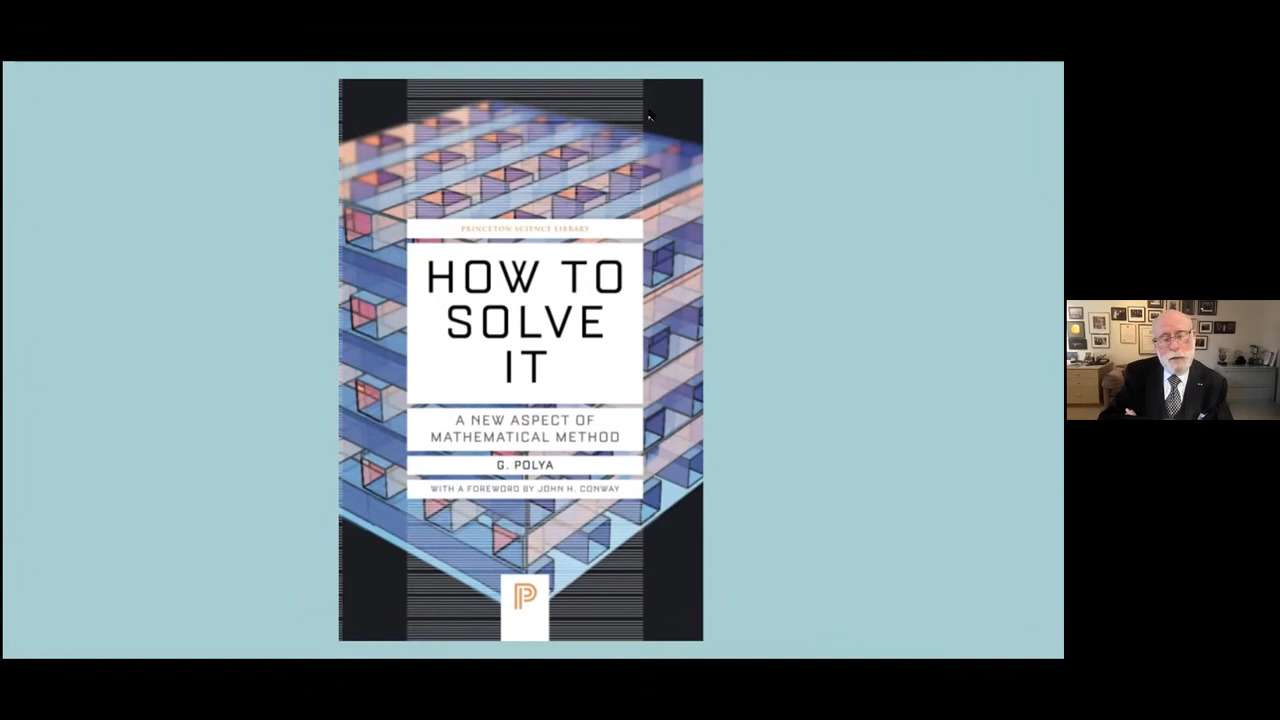 PRINCETON SCIENCE LIBRARY
HOW TO
SOLVE
IT
A NEW ASPECT OF
MATHEMATICAL METHOD
G. POLYA
WITH A FOREWORD BY JOHN H. CONWAY